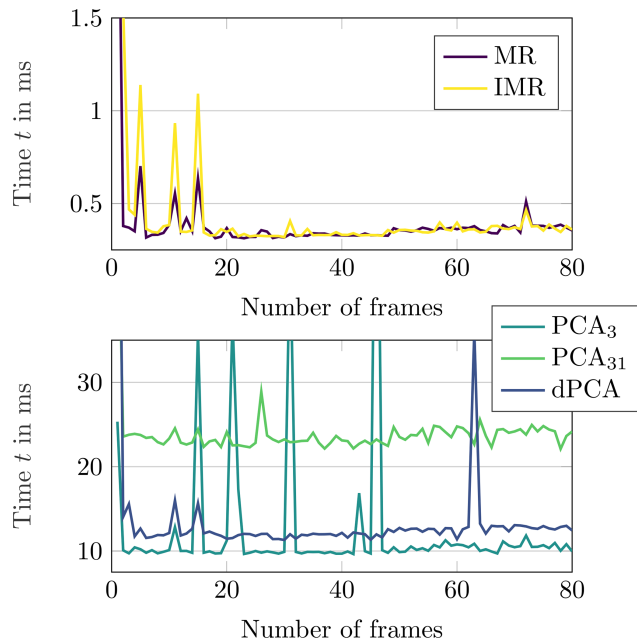 1.5
1
0.5
Time t in ms
MR
IMR
0 20 40 60 80
Number of frames
PCA₃
PCA₃₁
dPCA
30
20
10
Time t in ms
0 20 40 60 80
Number of frames